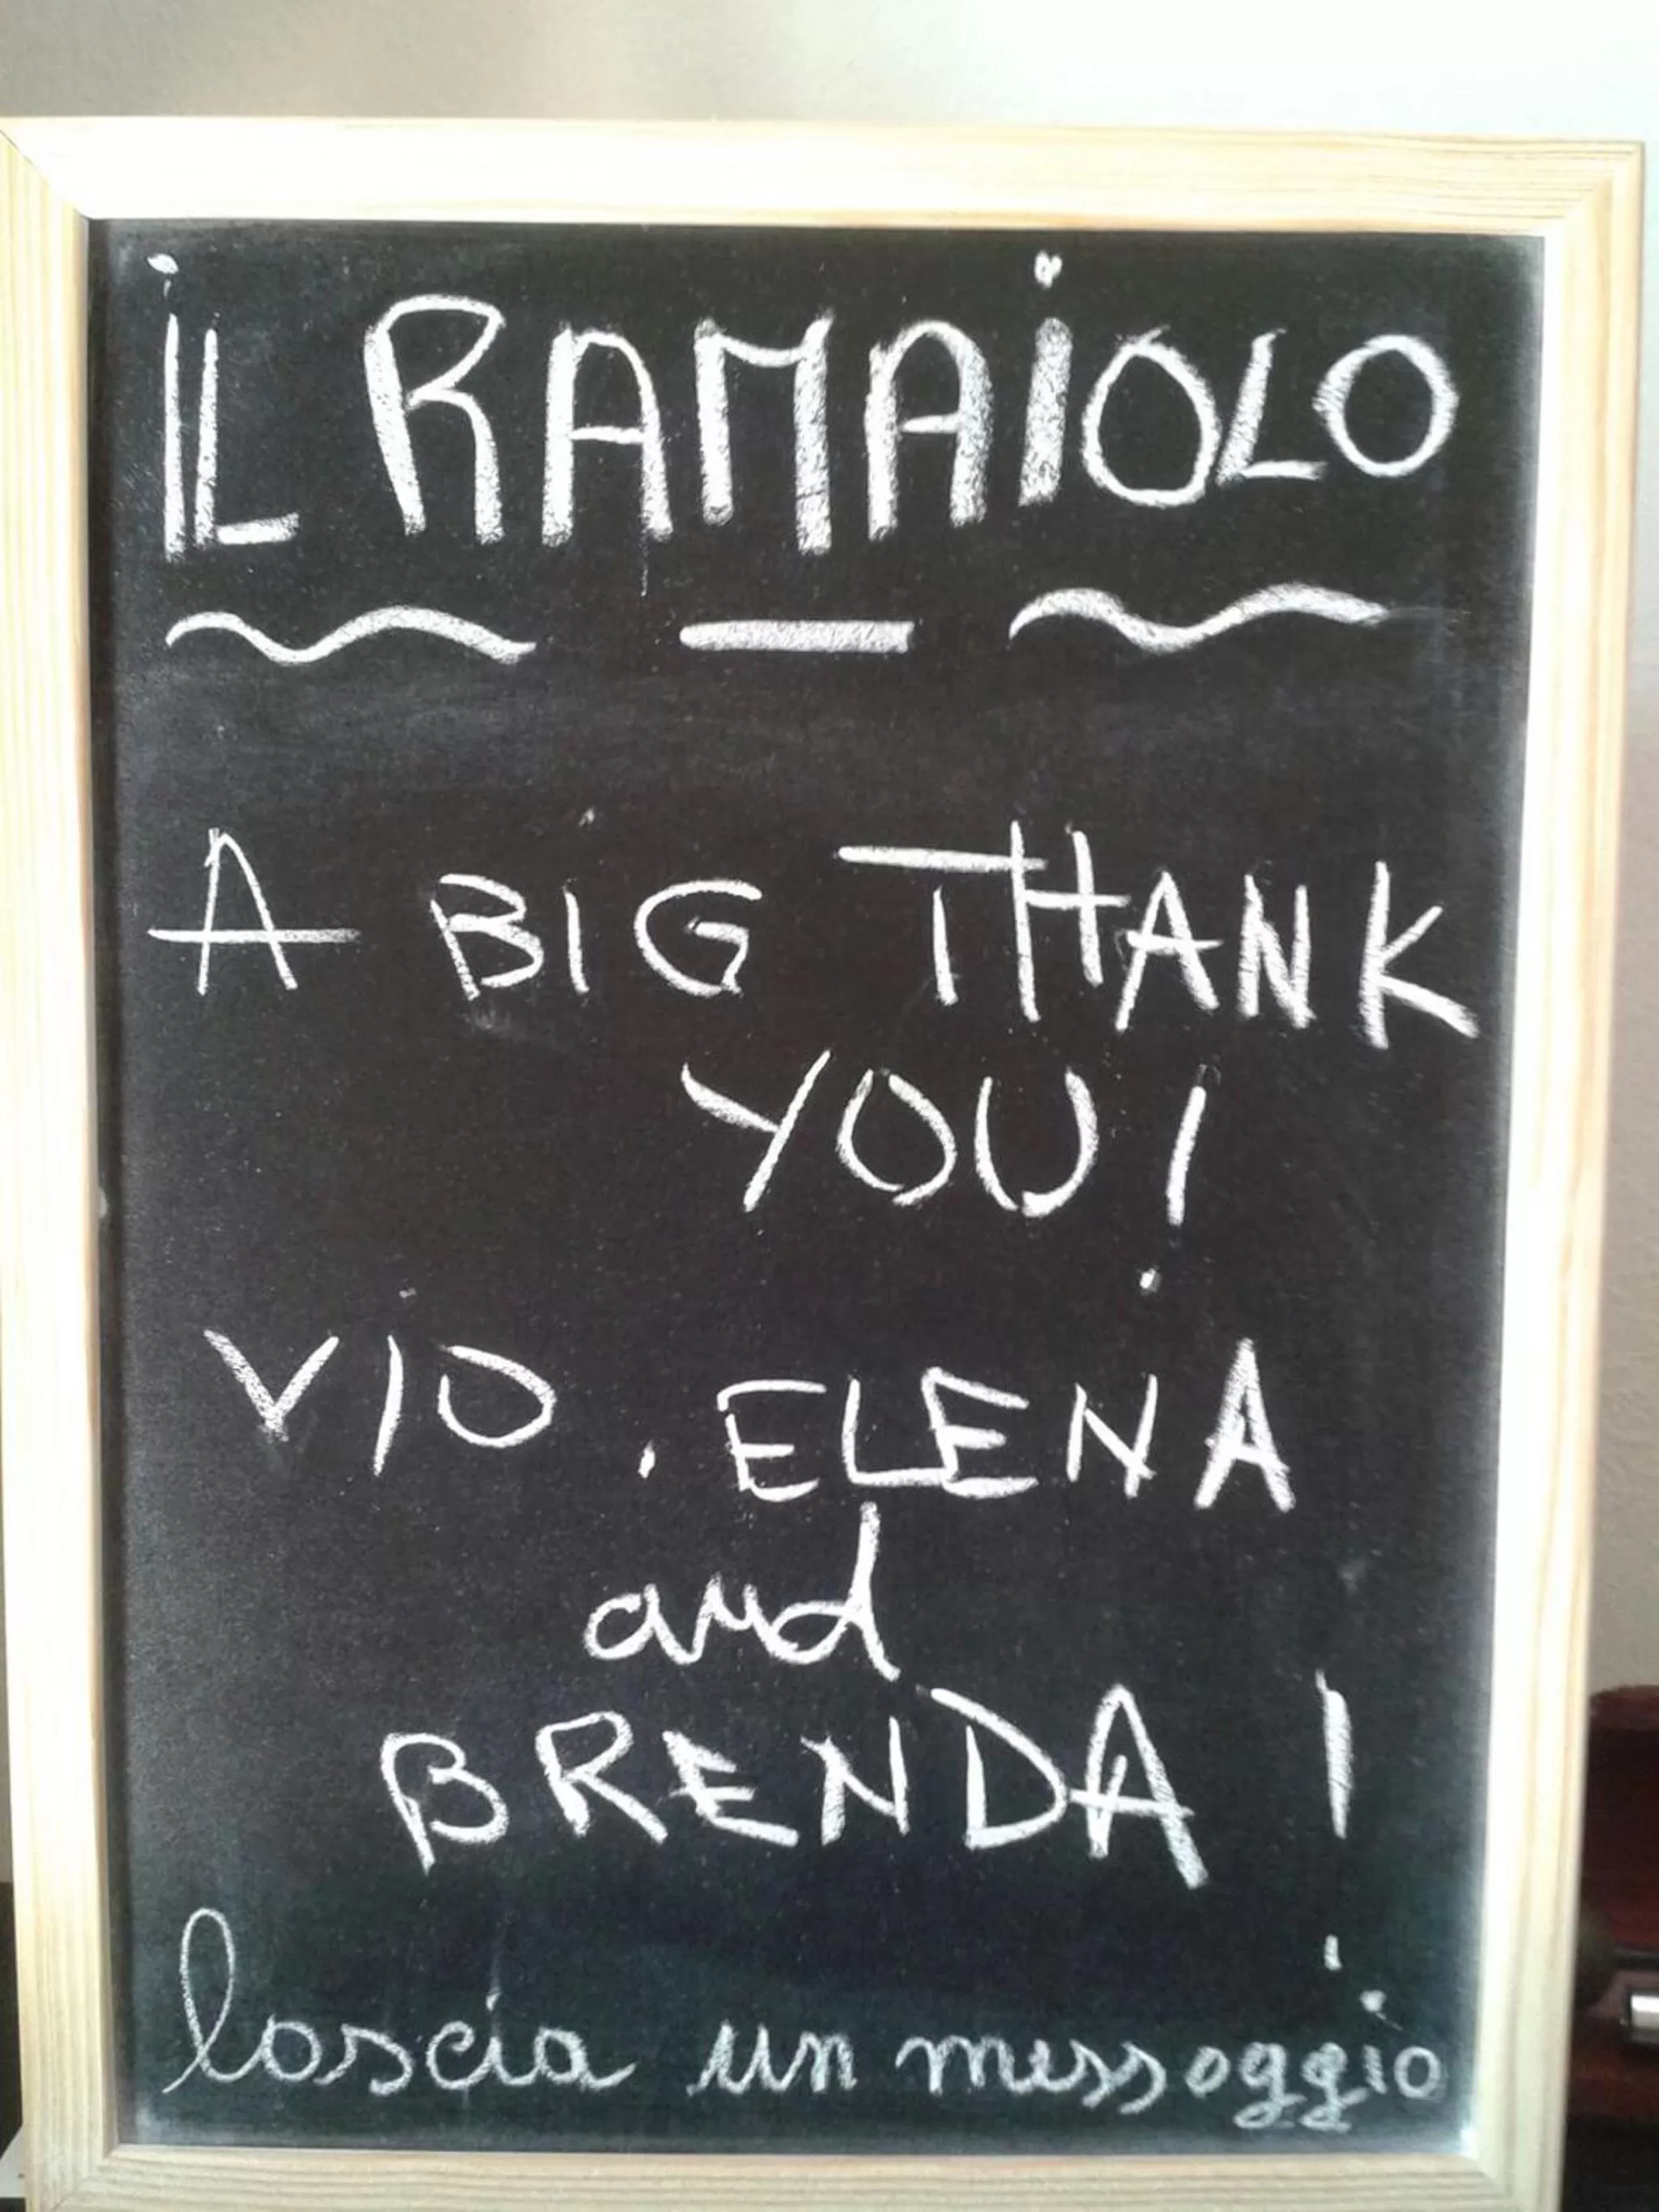 IL RAMAIOLO
A BIG THANK
YOU!
VIO, ELENA
and
BRENDA!
lascia un messaggio